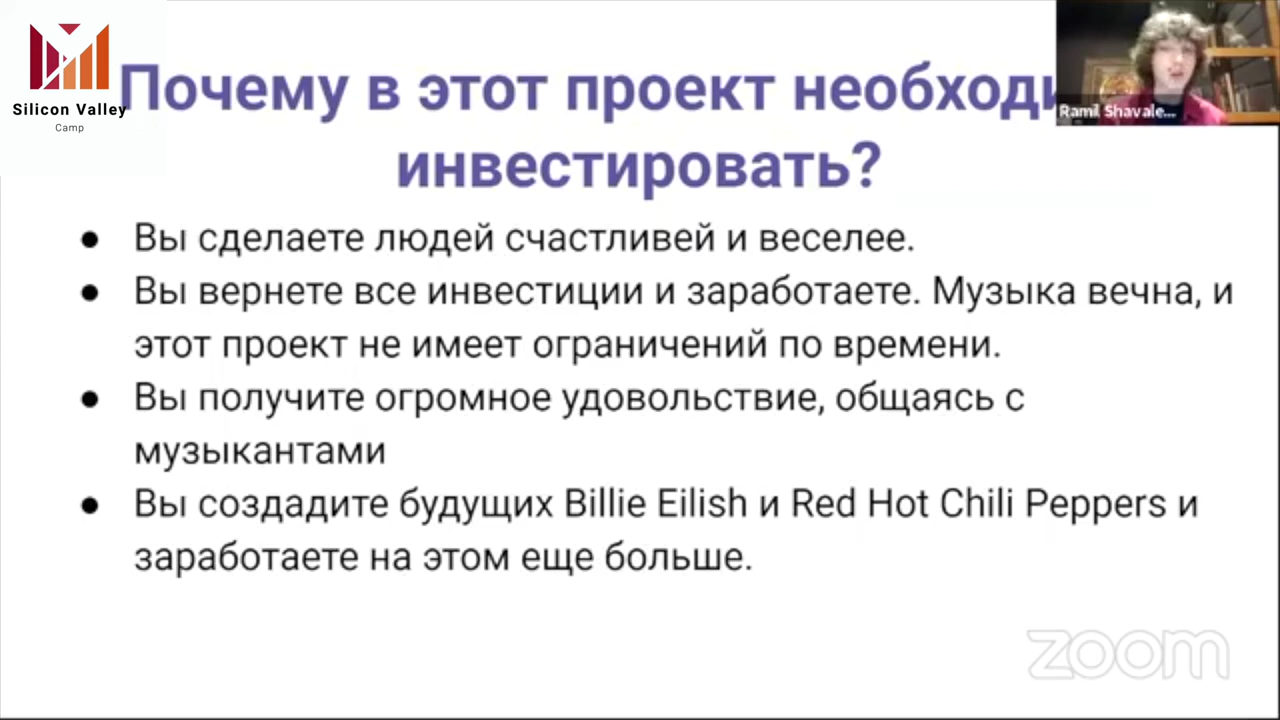 Silicon Valley
Camp
Почему в этот проект
инвестировать?
Ramil Shavale...
● Вы сделаете людей счастливей и веселее.
● Вы вернете все инвестиции и заработаете. Музыка вечна, и
этот проект не имеет ограничений по времени.
● Вы получите огромное удовольствие, общаясь с
музыкантами
● Вы создадите будущих Billie Eilish и Red Hot Chili Peppers и
заработаете на этом еще больше.
zoom